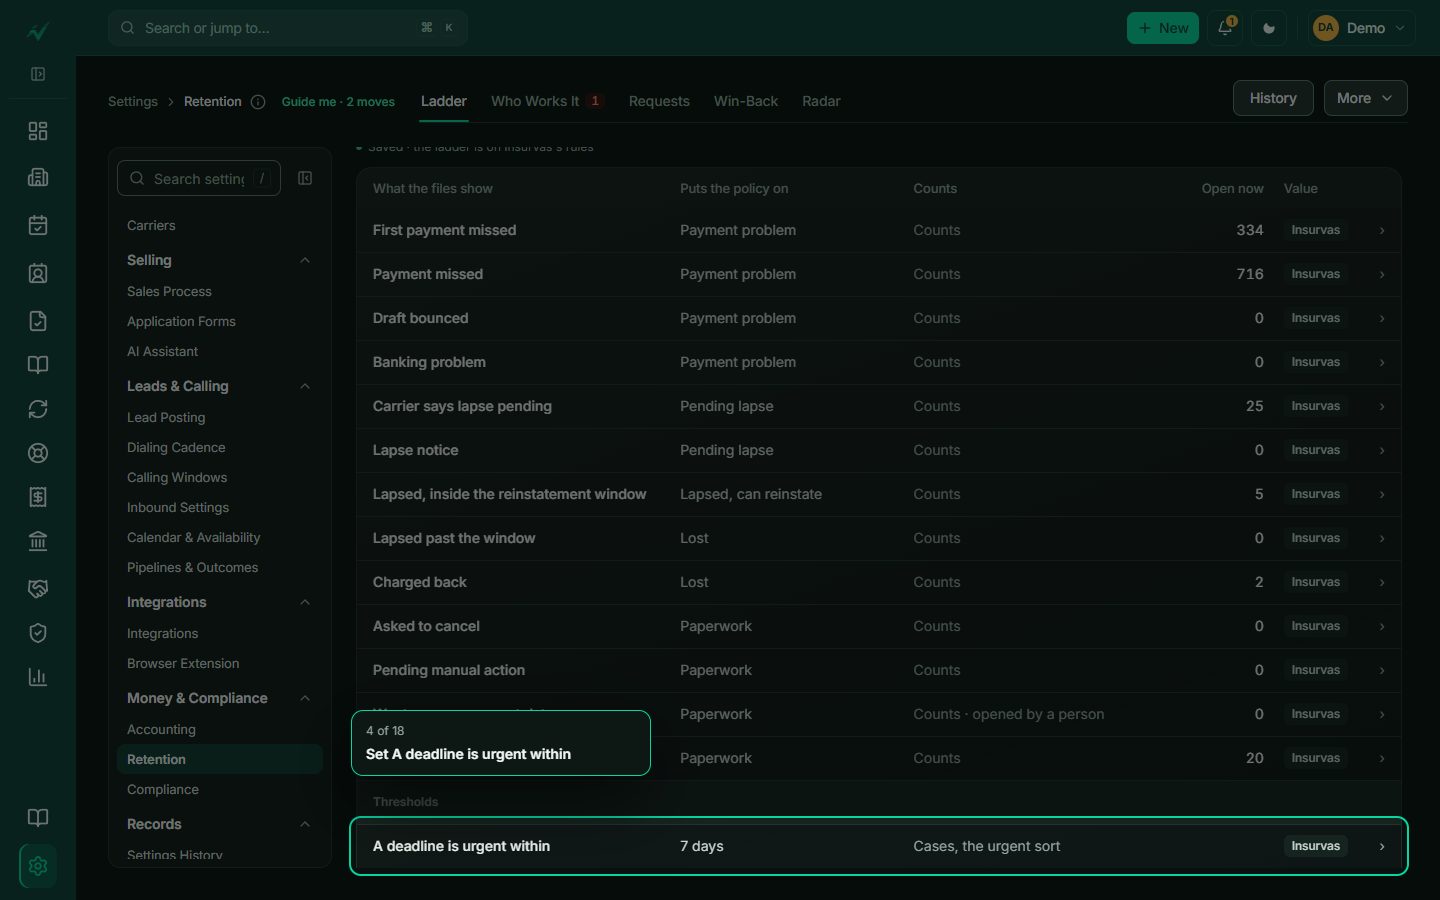 Search or jump to...
⌘ K
New
1
DA
Demo
Settings > Retention
Guide me · 2 moves
Ladder
Who Works It 1
Requests
Win-Back
Radar
History
More
Search setting /
Carriers
Selling
Sales Process
Application Forms
AI Assistant
Leads & Calling
Lead Posting
Dialing Cadence
Calling Windows
Inbound Settings
Calendar & Availability
Pipelines & Outcomes
Integrations
Integrations
Browser Extension
Money & Compliance
Accounting
Retention
Compliance
Records
Settings History
Saved · the ladder is on Insurvas's rules
What the files show Puts the policy on Counts Open now Value
First payment missed Payment problem Counts 334 Insurvas
Payment missed Payment problem Counts 716 Insurvas
Draft bounced Payment problem Counts 0 Insurvas
Banking problem Payment problem Counts 0 Insurvas
Carrier says lapse pending Pending lapse Counts 25 Insurvas
Lapse notice Pending lapse Counts 0 Insurvas
Lapsed, inside the reinstatement window Lapsed, can reinstate Counts 5 Insurvas
Lapsed past the window Lost Counts 0 Insurvas
Charged back Lost Counts 2 Insurvas
Asked to cancel Paperwork Counts 0 Insurvas
Pending manual action Paperwork Counts 0 Insurvas
Paperwork Counts · opened by a person 0 Insurvas
Paperwork Counts 20 Insurvas
4 of 18
Set A deadline is urgent within
Thresholds
A deadline is urgent within 7 days Cases, the urgent sort Insurvas